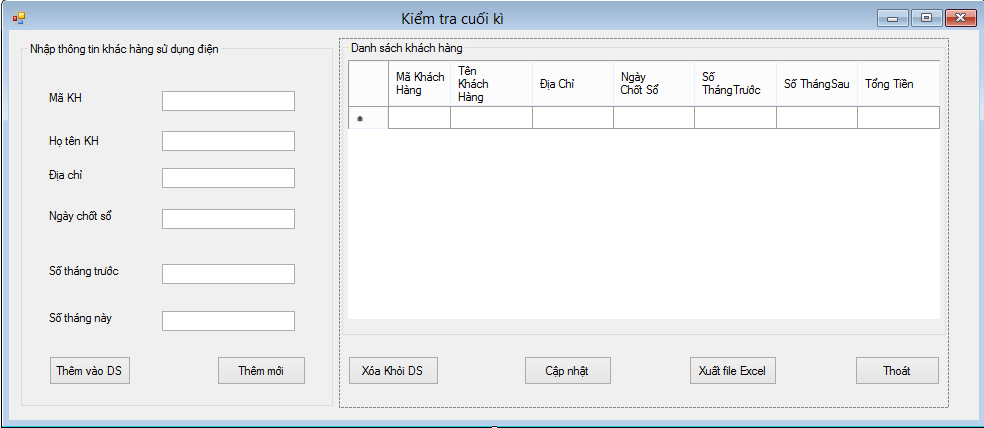 Kiểm tra cuối kì
Nhập thông tin khác hàng sử dụng điện
Mã KH
Họ tên KH
Địa chỉ
Ngày chốt sổ
Số tháng trước
Số tháng này
Thêm vào DS
Thêm mới
Danh sách khách hàng
Mã Khách
Hàng
Tên
Khách
Hàng
Địa Chỉ
Ngày
Chốt Sổ
Số
ThángTrước
Số ThángSau
Tổng Tiền
Xóa Khỏi DS
Cập nhật
Xuất file Excel
Thoát